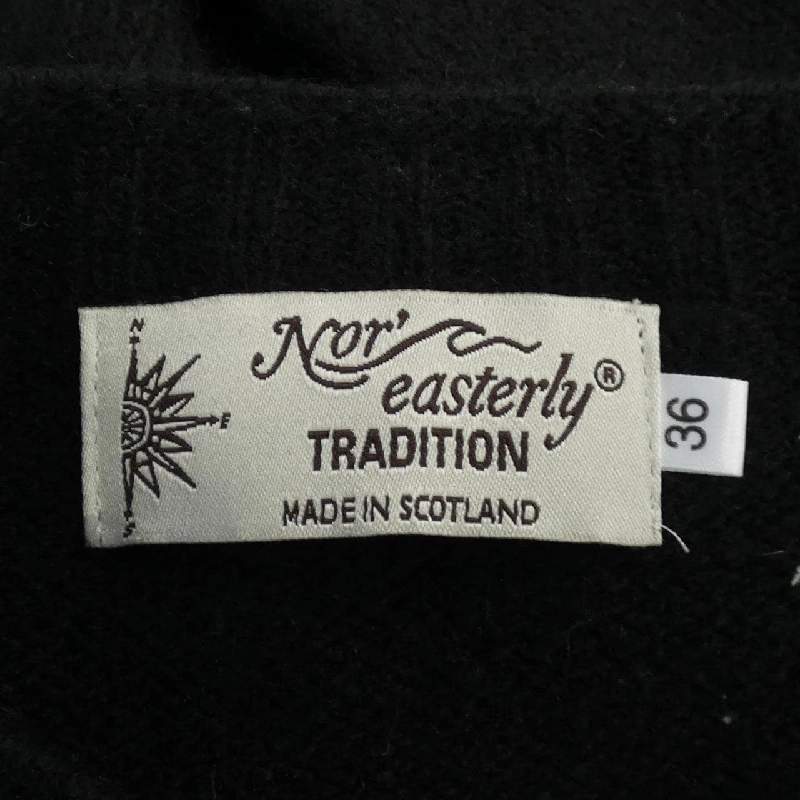 N
E
S
Nor'
easterly®
TRADITION
MADE IN SCOTLAND
36